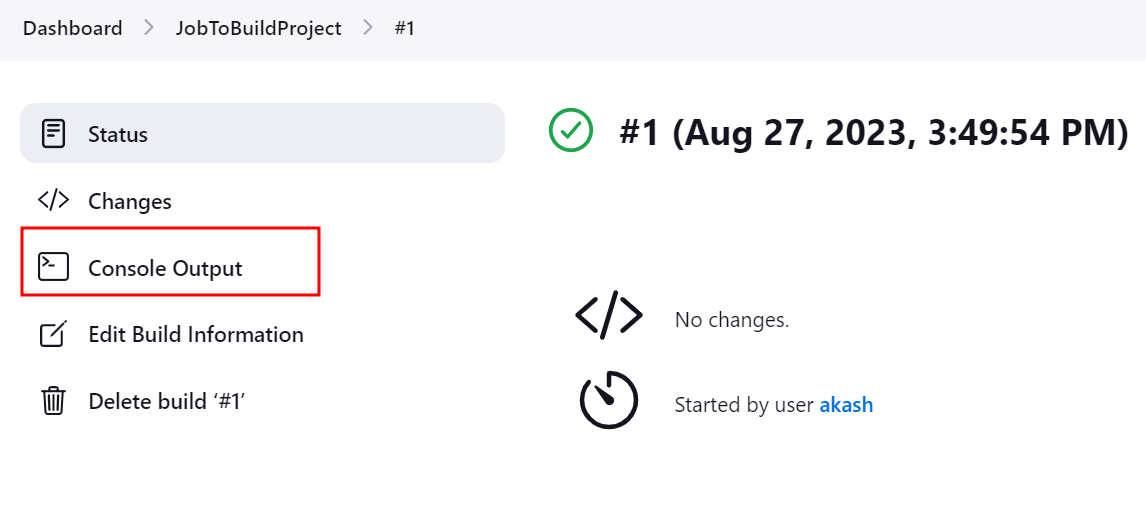 Dashboard > JobToBuildProject > #1
Status
Changes
Console Output
Edit Build Information
Delete build ‘#1’
#1 (Aug 27, 2023, 3:49:54 PM)
No changes.
Started by user akash